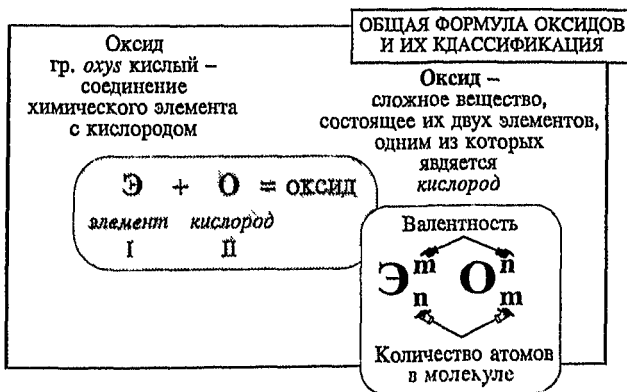 ОБЩАЯ ФОРМУЛА ОКСИДОВ
И ИХ КДАССИФИКАЦИЯ
Оксид
гр. oxys кислый –
соединение
химического элемента
с кислородом
Оксид –
сложное вещество,
состоящее их двух элементов,
одним из которых
является
кислород
Э + О = оксид
элемент кислород
I II
Валентность
Э m n О n m
Количество атомов
в молекуле